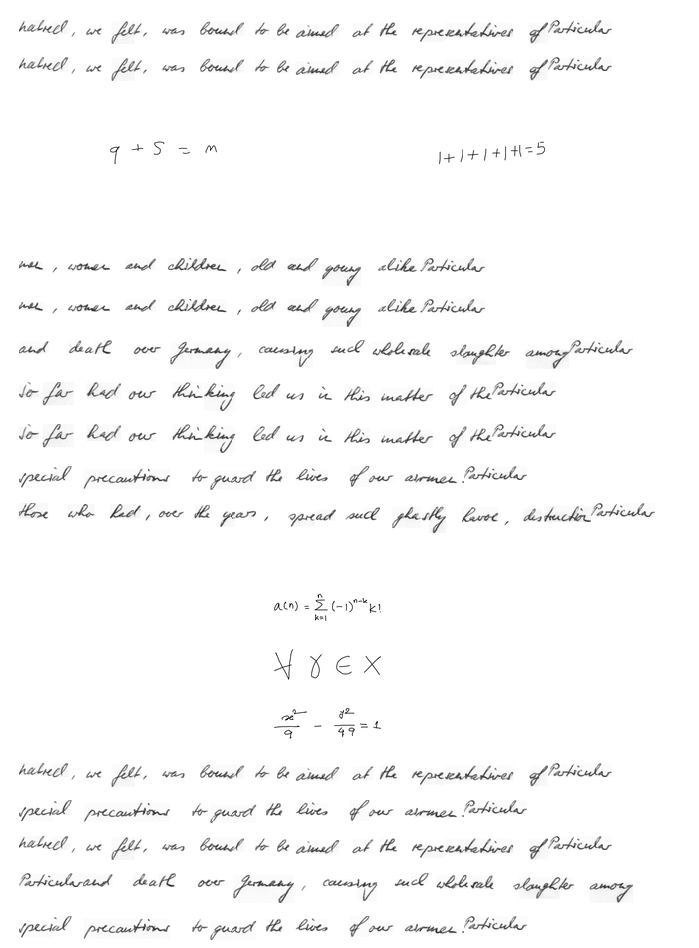 hatred, we felt, was bound to be aimed at the representatives of Particular
hatred, we felt, was bound to be aimed at the representatives of Particular
9 + 5 = m
1+1+1+1+1=5
men, women and children, old and young alike Particular
men, women and children, old and young alike Particular
and death over Germany, causing such wholesale slaughter among Particular
So far had our thinking led us in this matter of the Particular
So far had our thinking led us in this matter of the Particular
special precautions to guard the lives of our airmen. Particular
those who had, over the years, spread such ghastly havoc, destruction Particular
a(n) = \sum_{k=1}^{n} (-1)^{n-k} k!
∀ γ ∈ X
\frac{x^2}{9} - \frac{y^2}{49} = 1
hatred, we felt, was bound to be aimed at the representatives of Particular
special precautions to guard the lives of our airmen. Particular
hatred, we felt, was bound to be aimed at the representatives of Particular
Particular and death over Germany, causing such wholesale slaughter among
special precautions to guard the lives of our airmen. Particular